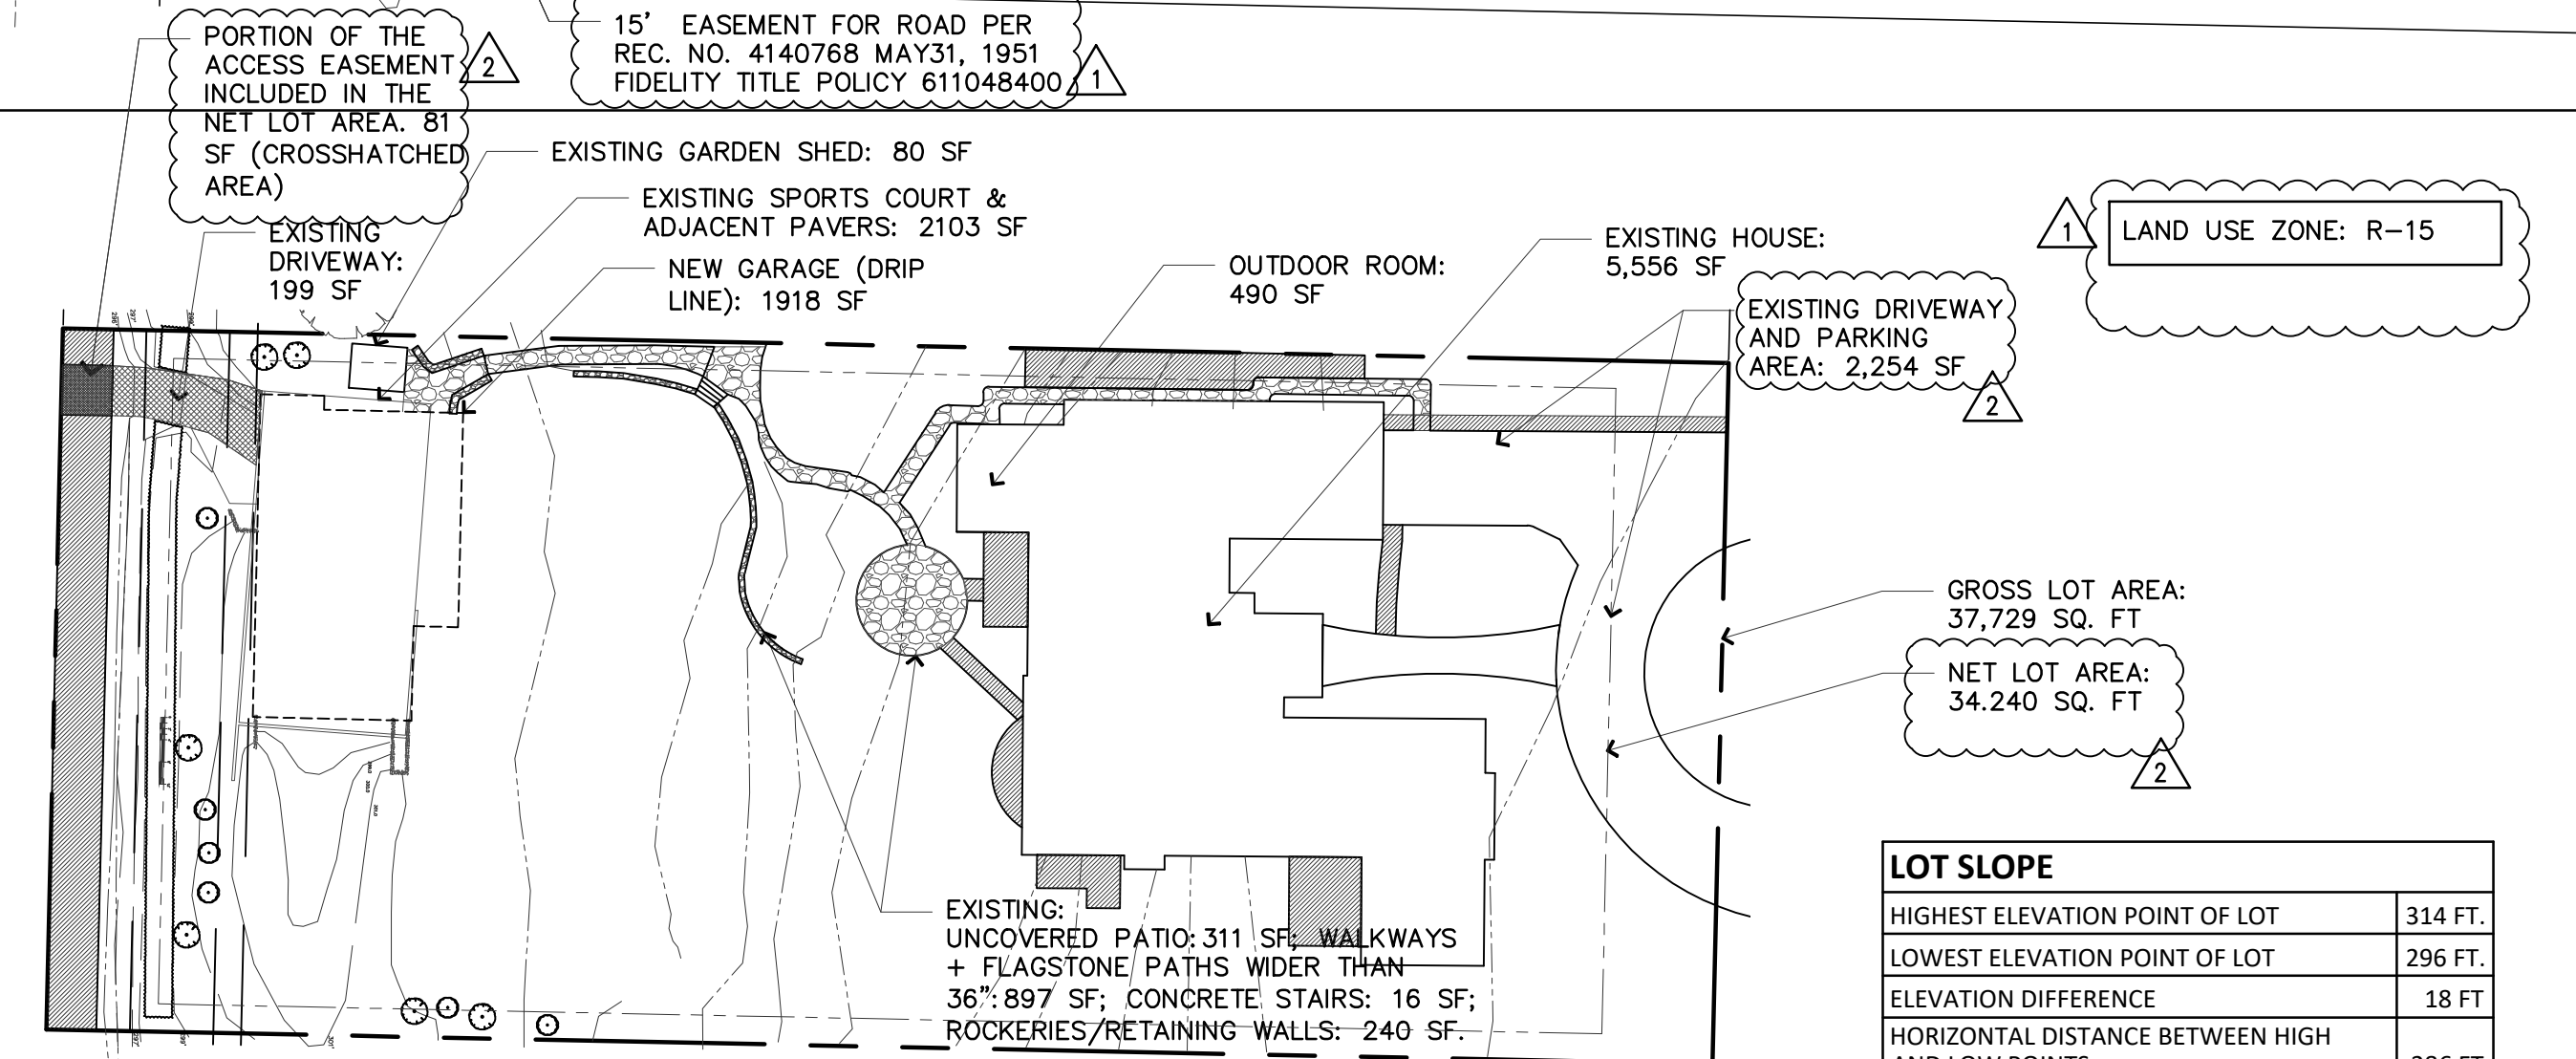 PORTION OF THE
ACCESS EASEMENT
INCLUDED IN THE
NET LOT AREA. 81
SF (CROSSHATCHED
AREA)
2
15' EASEMENT FOR ROAD PER
REC. NO. 4140768 MAY31, 1951
FIDELITY TITLE POLICY 611048400
1
EXISTING GARDEN SHED: 80 SF
EXISTING SPORTS COURT &
ADJACENT PAVERS: 2103 SF
EXISTING
DRIVEWAY:
199 SF
NEW GARAGE (DRIP
LINE): 1918 SF
OUTDOOR ROOM:
490 SF
EXISTING HOUSE:
5,556 SF
EXISTING DRIVEWAY
AND PARKING
AREA: 2,254 SF
2
1
LAND USE ZONE: R-15
GROSS LOT AREA:
37,729 SQ. FT
NET LOT AREA:
34.240 SQ. FT
2
EXISTING:
UNCOVERED PATIO: 311 SF; WALKWAYS
+ FLAGSTONE PATHS WIDER THAN
36": 897 SF; CONCRETE STAIRS: 16 SF;
ROCKERIES/RETAINING WALLS: 240 SF.
LOT SLOPE
HIGHEST ELEVATION POINT OF LOT 314 FT.
LOWEST ELEVATION POINT OF LOT 296 FT.
ELEVATION DIFFERENCE 18 FT
HORIZONTAL DISTANCE BETWEEN HIGH
AND LOW POINTS